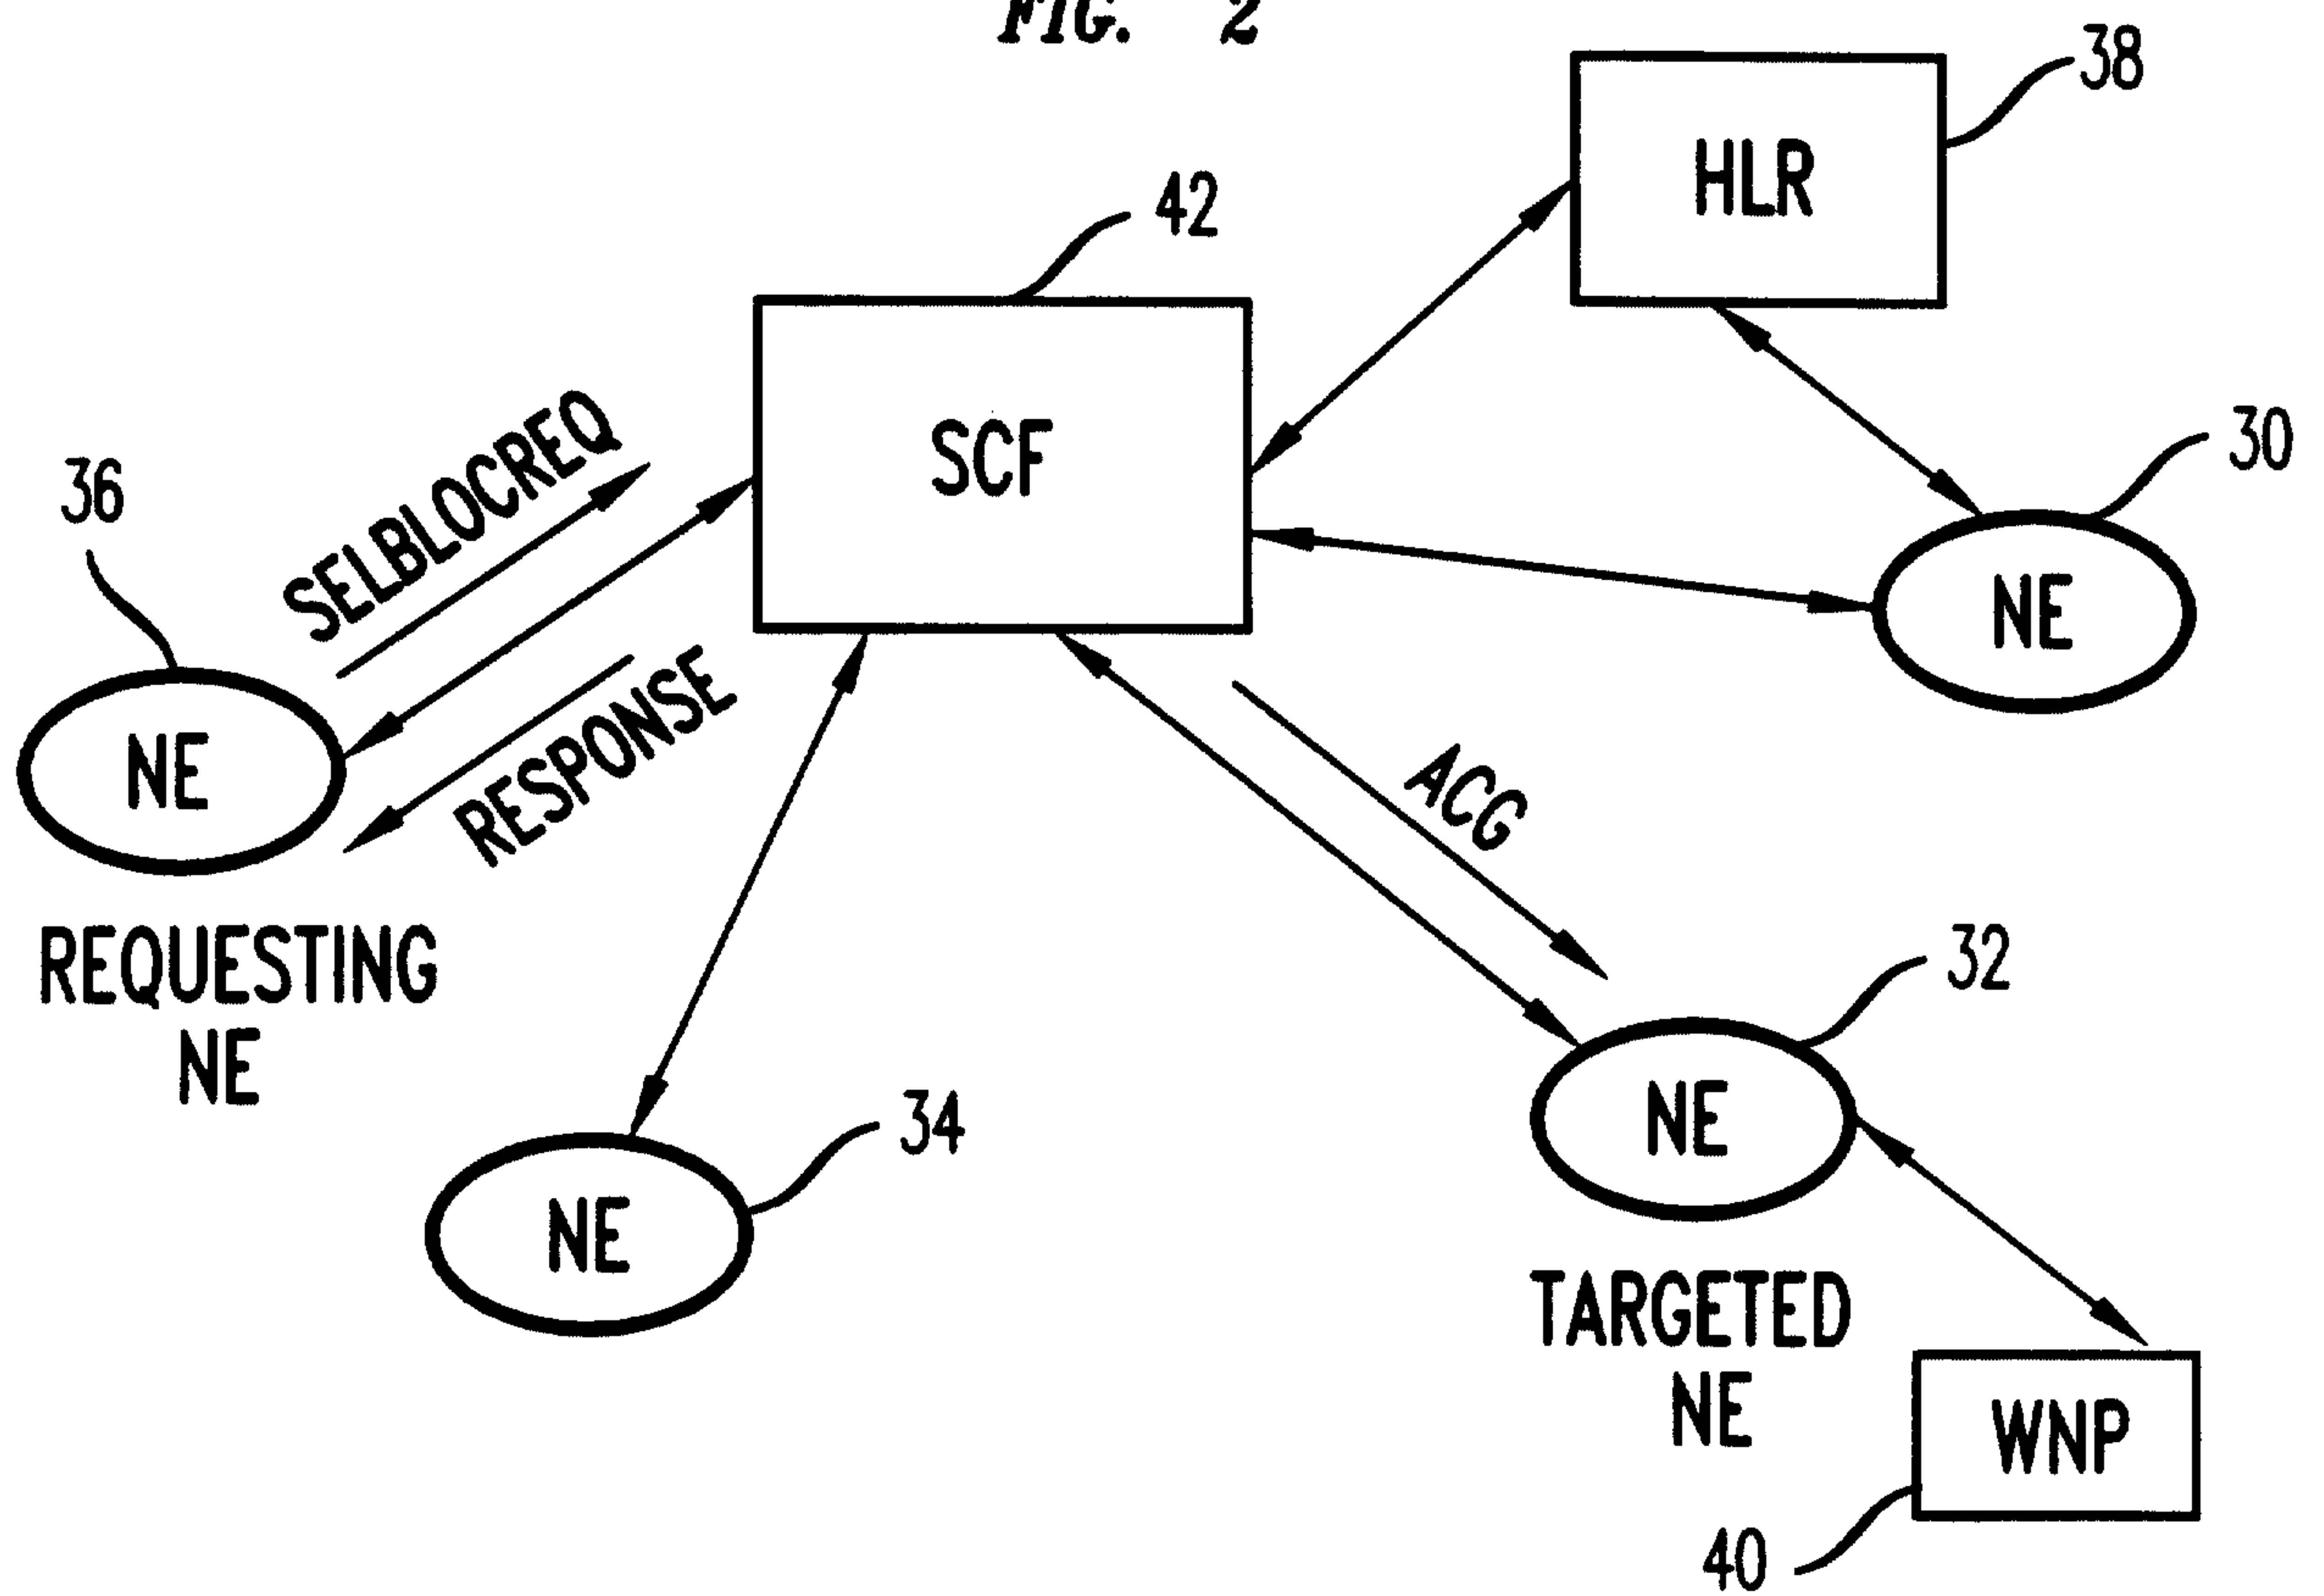 FIG. 2
38
HLR
42
30
SCF
36
SELBLOCREQ
NE
RESPONSE
NE
ACG
REQUESTING
NE
32
34
NE
NE
TARGETED
NE
WNP
40